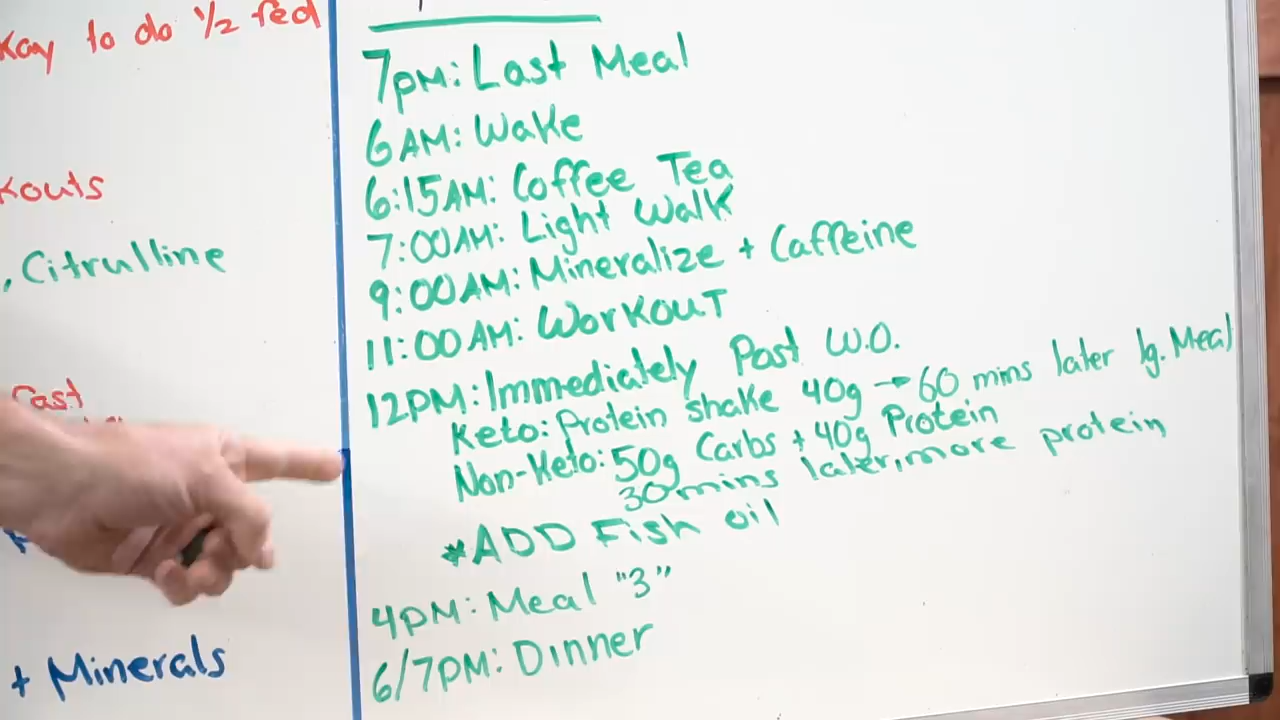 Kay to do 1/2 fed
Kouts
, Citrulline
Fast
+ Minerals
7pm: Last Meal
6AM: Wake
6:15AM: Coffee Tea
7:00AM: Light Walk
9:00AM: Mineralize + Caffeine
11:00AM: Workout
12PM: Immediately Post W.O.
Keto: Protein shake 40g → 60 mins later lg. Meal
Non-Keto: 50g Carbs + 40g Protein
30 mins later, more protein
*ADD Fish oil
4PM: Meal "3"
6/7PM: Dinner